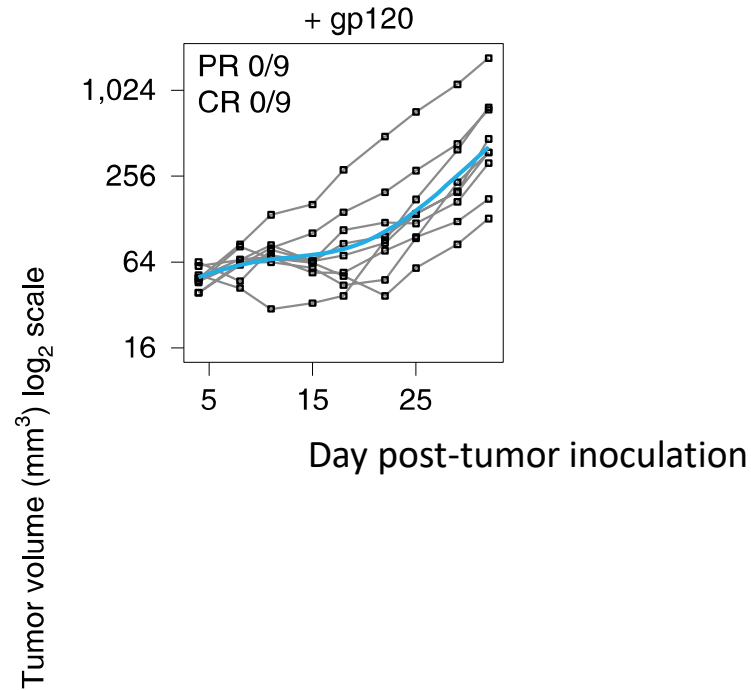 + gp120
PR 0/9
CR 0/9
1,024
256
64
16
5 15 25
Day post-tumor inoculation
Tumor volume (mm³) log₂ scale